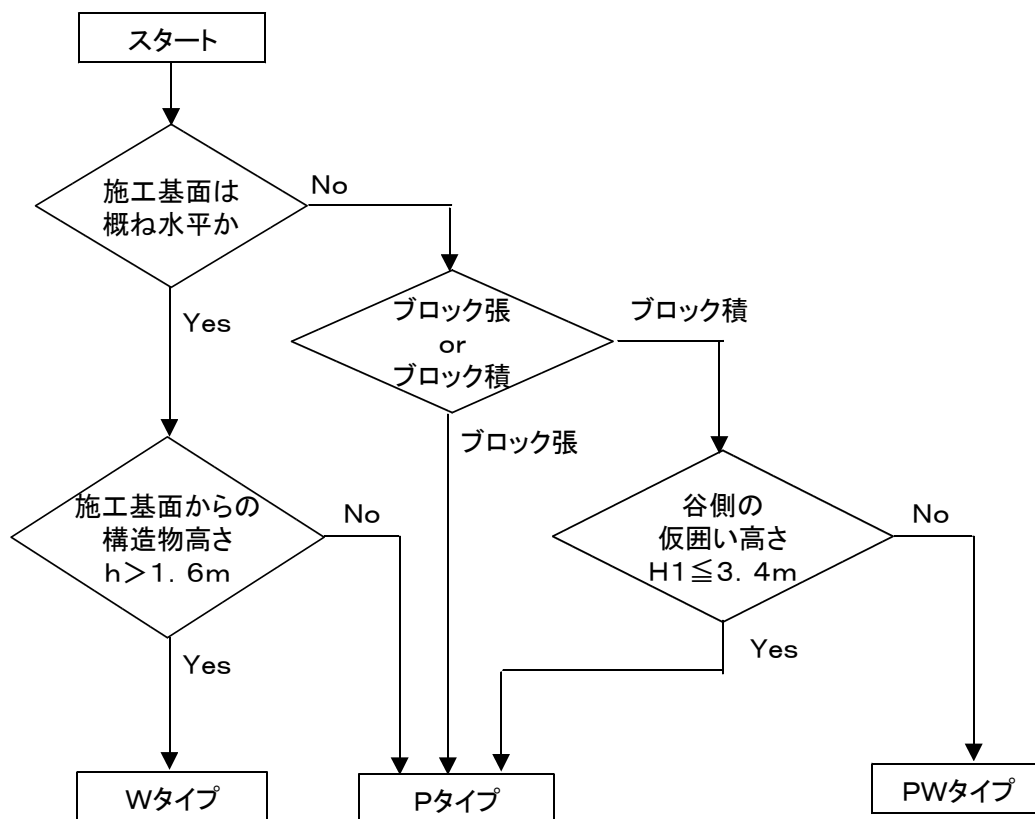 スタート
施工基面は
概ね水平か
No
Yes
ブロック張
or
ブロック積
ブロック積
ブロック張
施工基面からの
構造物高さ
h＞1．6m
No
Yes
谷側の
仮囲い高さ
H1≦3．4m
No
Yes
Wタイプ
Pタイプ
PWタイプ